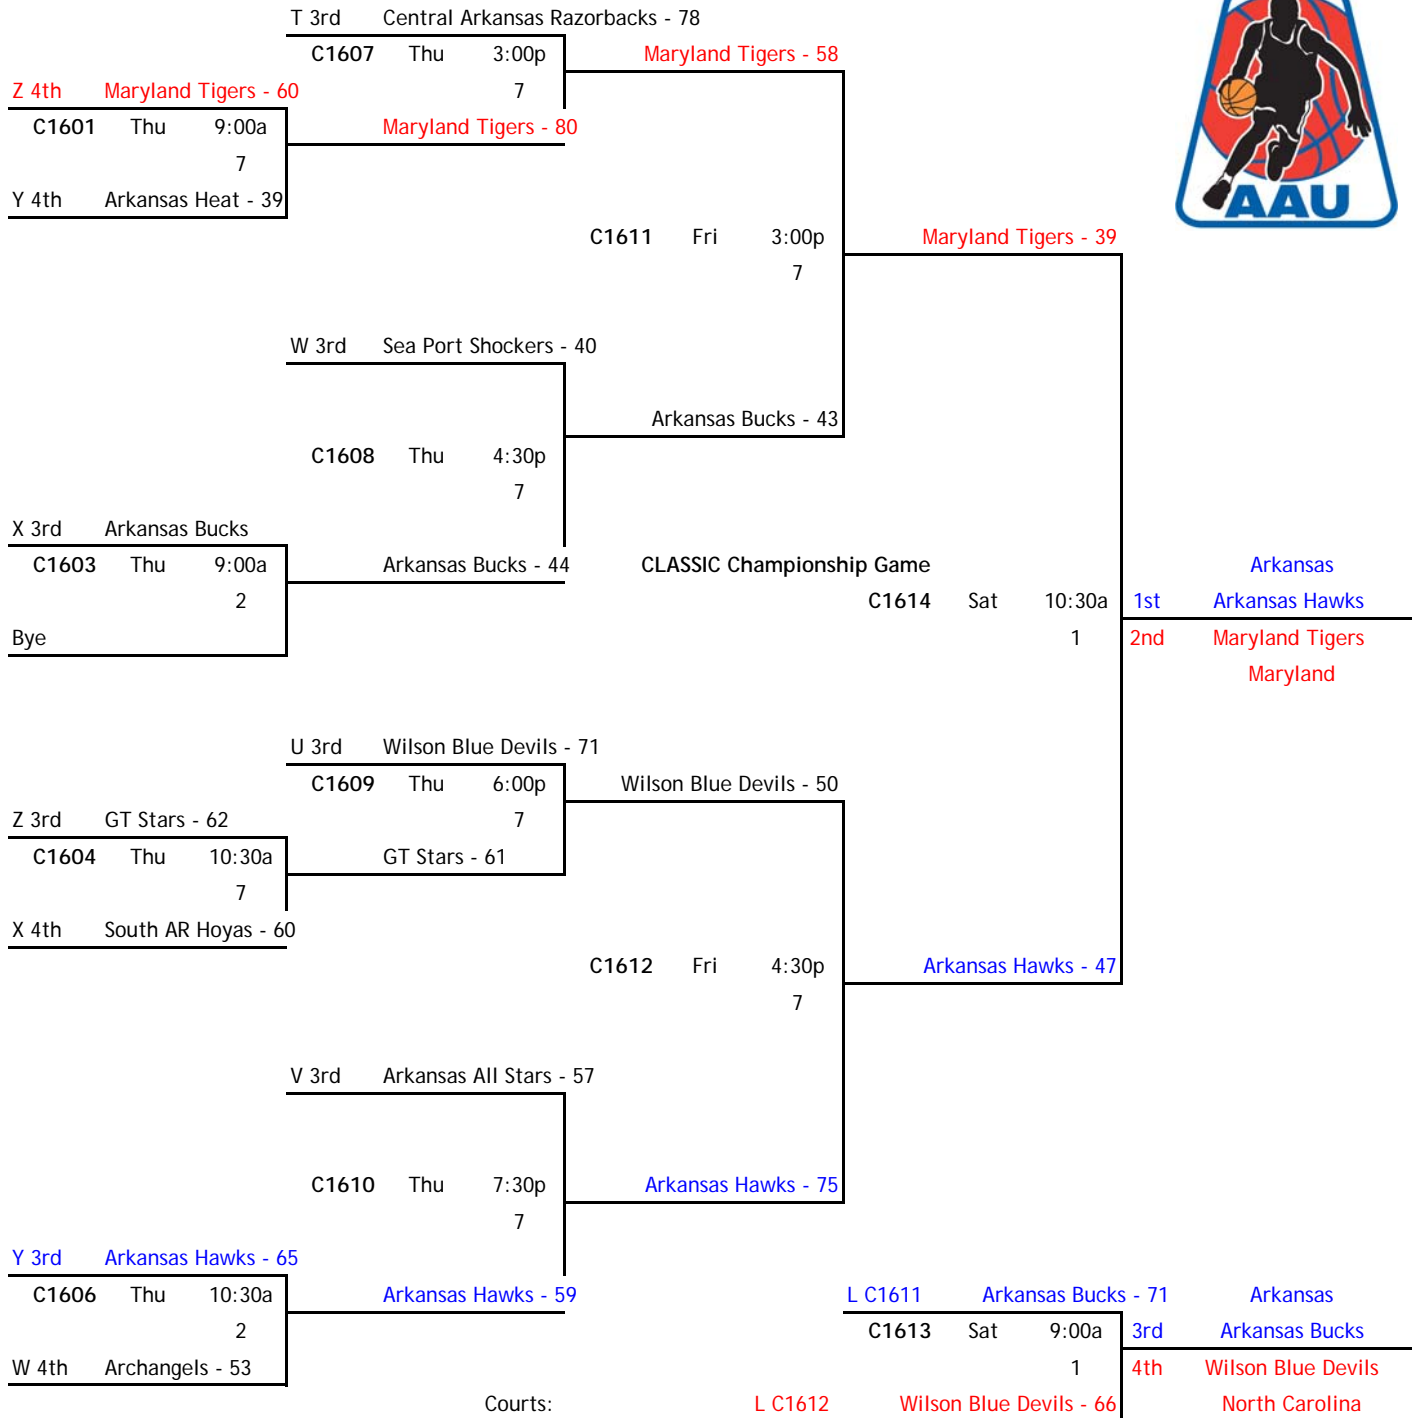 T 3rd Central Arkansas Razorbacks - 78
C1607 Thu 3:00p Maryland Tigers - 58
Z 4th Maryland Tigers - 60 7
C1601 Thu 9:00a Maryland Tigers - 80
7
Y 4th Arkansas Heat - 39 AAU
C1611 Fri 3:00p Maryland Tigers - 39
7
W 3rd Sea Port Shockers - 40
Arkansas Bucks - 43
C1608 Thu 4:30p
7
X 3rd Arkansas Bucks
C1603 Thu 9:00a Arkansas Bucks - 44 CLASSIC Championship Game Arkansas
2 C1614 Sat 10:30a 1st Arkansas Hawks
Bye 1 2nd Maryland Tigers
Maryland
U 3rd Wilson Blue Devils - 71
C1609 Thu 6:00p Wilson Blue Devils - 50
Z 3rd GT Stars - 62 7
C1604 Thu 10:30a GT Stars - 61
7
X 4th South AR Hoyas - 60
C1612 Fri 4:30p Arkansas Hawks - 47
7
V 3rd Arkansas All Stars - 57
C1610 Thu 7:30p Arkansas Hawks - 75
7
Y 3rd Arkansas Hawks - 65
C1606 Thu 10:30a Arkansas Hawks - 59 L C1611 Arkansas Bucks - 71 Arkansas
2 C1613 Sat 9:00a 3rd Arkansas Bucks
W 4th Archangels - 53 1 4th Wilson Blue Devils
Courts: L C1612 Wilson Blue Devils - 66 North Carolina